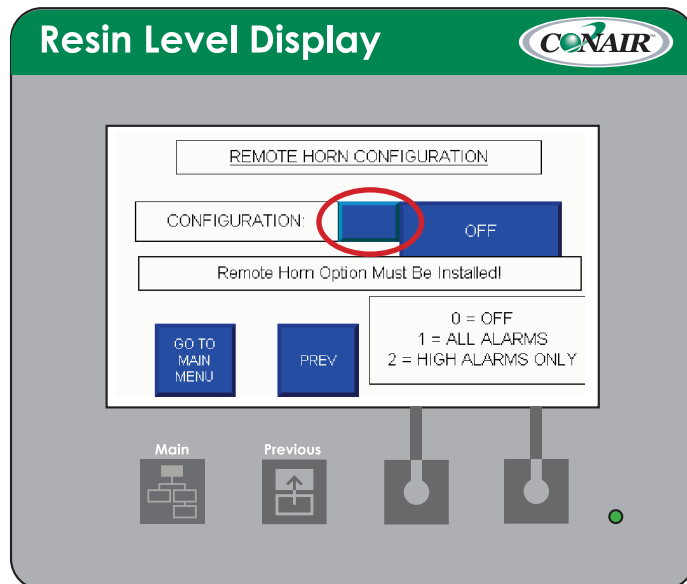 Resin Level Display
CONAIR
REMOTE HORN CONFIGURATION
CONFIGURATION:
OFF
Remote Horn Option Must Be Installed!
0 = OFF
1 = ALL ALARMS
2 = HIGH ALARMS ONLY
GO TO
MAIN
MENU
PREV
Main
Previous